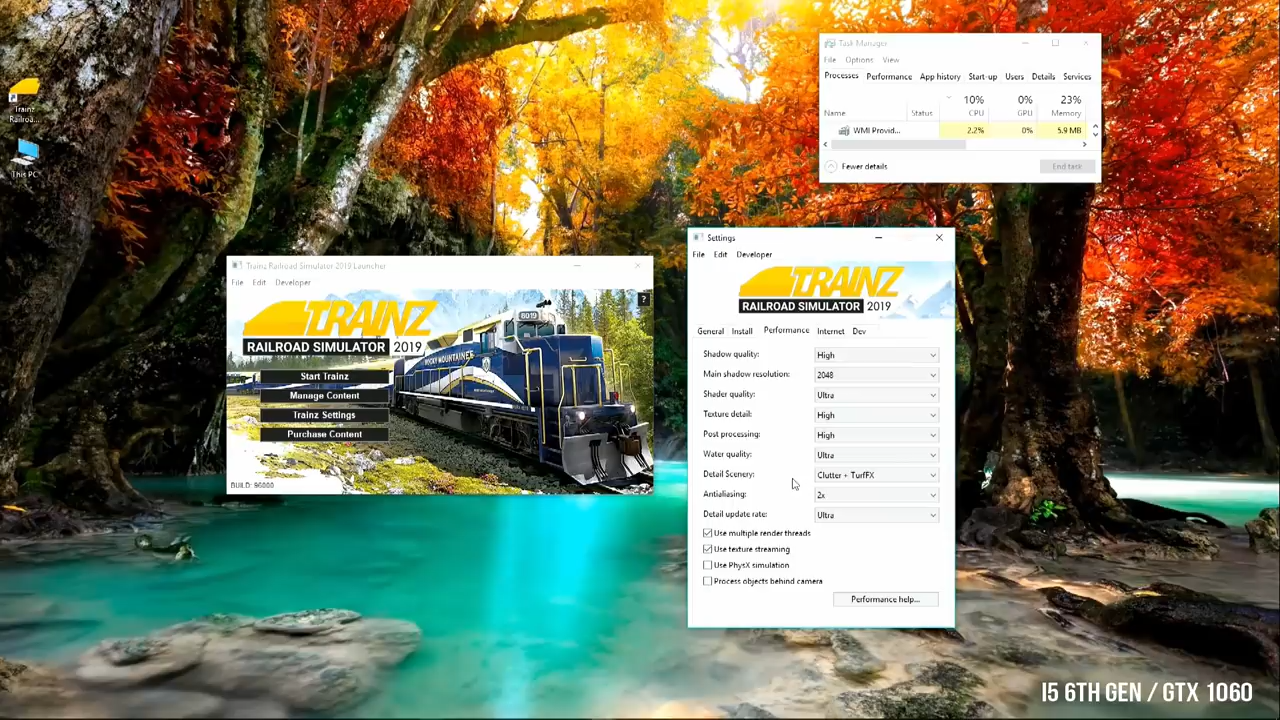 Trainz
Railroa...
This PC
Task Manager
File Options View
Processes Performance App history Start-up Users Details Services
10% 0% 23%
Name Status CPU GPU Memory
WMI Provid... 2.2% 0% 5.9 MB
Fewer details
End task
Trainz Railroad Simulator 2019 Launcher
File Edit Developer
?
TRAINZ
RAILROAD SIMULATOR 2019
8019
ROCKY MOUNTAINEER
Start Trainz
Manage Content
Trainz Settings
Purchase Content
BUILD: 96000
Settings
File Edit Developer
TRAINZ
RAILROAD SIMULATOR 2019
General Install Performance Internet Dev
Shadow quality: High
Main shadow resolution: 2048
Shader quality: Ultra
Texture detail: High
Post processing: High
Water quality: Ultra
Detail Scenery: Clutter + TurfFX
Antialiasing: 2x
Detail update rate: Ultra
Use multiple render threads
Use texture streaming
Use PhysX simulation
Process objects behind camera
Performance help...
I5 6TH GEN / GTX 1060